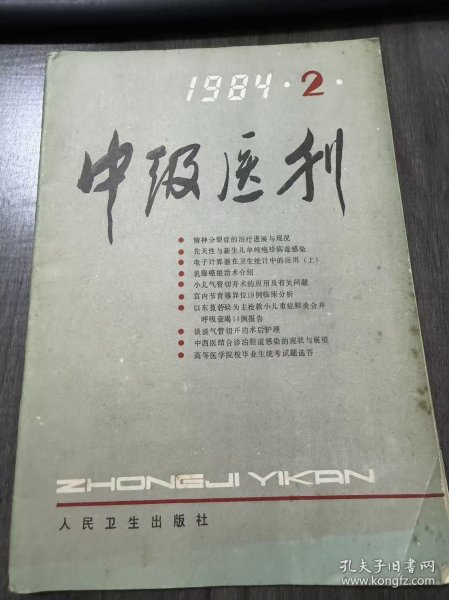 1984·2·
中级医刊
● 精神分裂症的治疗进展与现况
● 先天性与新生儿单纯疱疹病毒感染
● 电子计算器在卫生统计中的应用（上）
● 乳腺癌根治术介绍
● 小儿气管切开术的应用及有关问题
● 宫内节育器异位19例临床分析
● 以东莨菪硷为主抢救小儿重症肺炎合并
呼吸衰竭14例报告
● 谈谈气管切开的术后护理
● 中西医结合诊治胆道感染的现状与展望
● 高等医学院校毕业生统考试题选答
ZHONGJI YIKAN
人民卫生出版社
孔夫子旧书网
www.kongfz.com